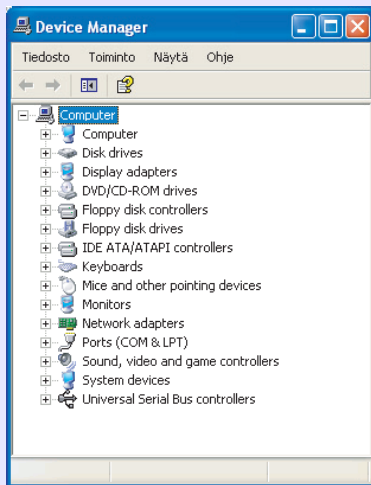 Device Manager
Tiedosto Toiminto Näytä Ohje
Computer
Computer
Disk drives
Display adapters
DVD/CD-ROM drives
Floppy disk controllers
Floppy disk drives
IDE ATA/ATAPI controllers
Keyboards
Mice and other pointing devices
Monitors
Network adapters
Ports (COM & LPT)
Sound, video and game controllers
System devices
Universal Serial Bus controllers